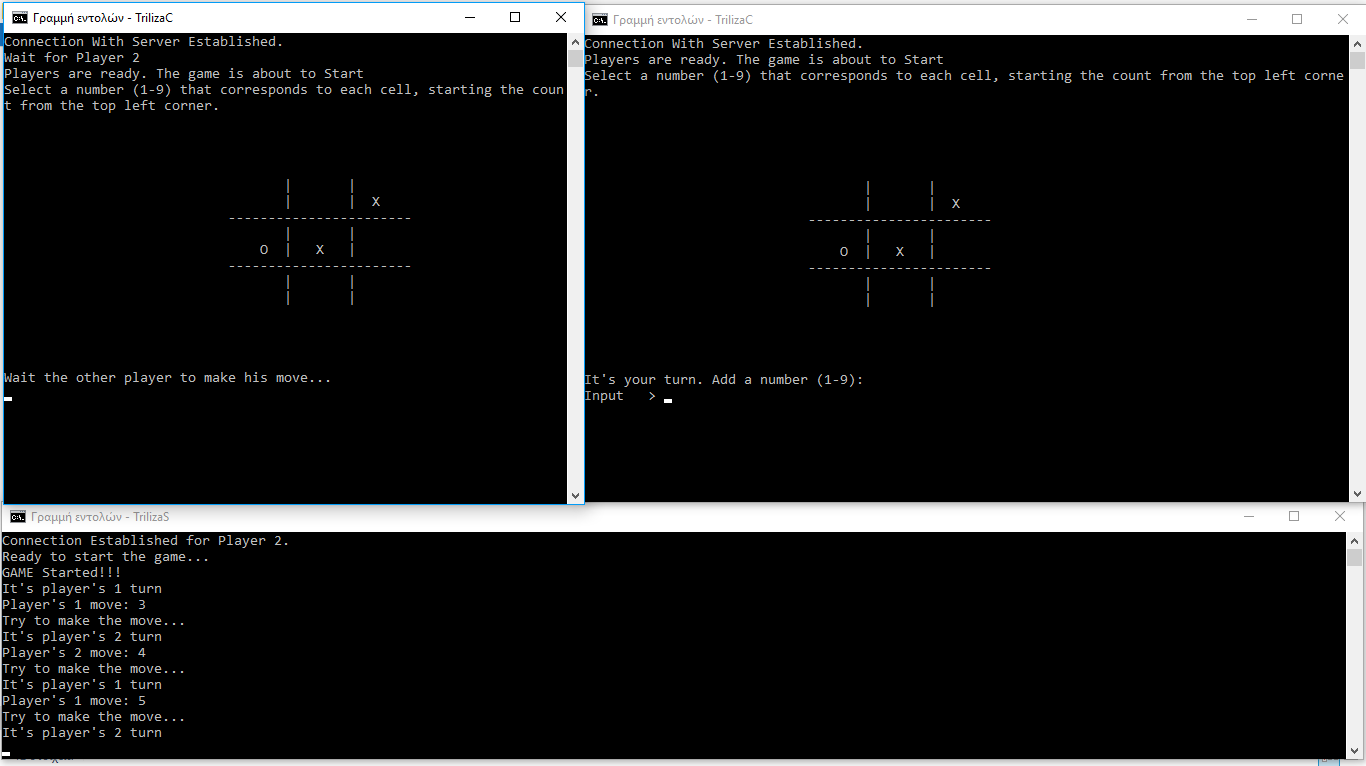 Γραμμή εντολών - TrilizaC
Connection With Server Established.
Wait for Player 2
Players are ready. The game is about to Start
Select a number (1-9) that corresponds to each cell, starting the coun
t from the top left corner.
|       |
|       |  X
-----------------------
|       |
O  |   X   |
-----------------------
|       |
|       |
Wait the other player to make his move...
Γραμμή εντολών - TrilizaC
Connection With Server Established.
Players are ready. The game is about to Start
Select a number (1-9) that corresponds to each cell, starting the count from the top left corne
r.
|       |
|       |  X
-----------------------
|       |
O  |   X   |
-----------------------
|       |
|       |
It's your turn. Add a number (1-9):
Input   >
Γραμμή εντολών - TrilizaS
Connection Established for Player 2.
Ready to start the game...
GAME Started!!!
It's player's 1 turn
Player's 1 move: 3
Try to make the move...
It's player's 2 turn
Player's 2 move: 4
Try to make the move...
It's player's 1 turn
Player's 1 move: 5
Try to make the move...
It's player's 2 turn